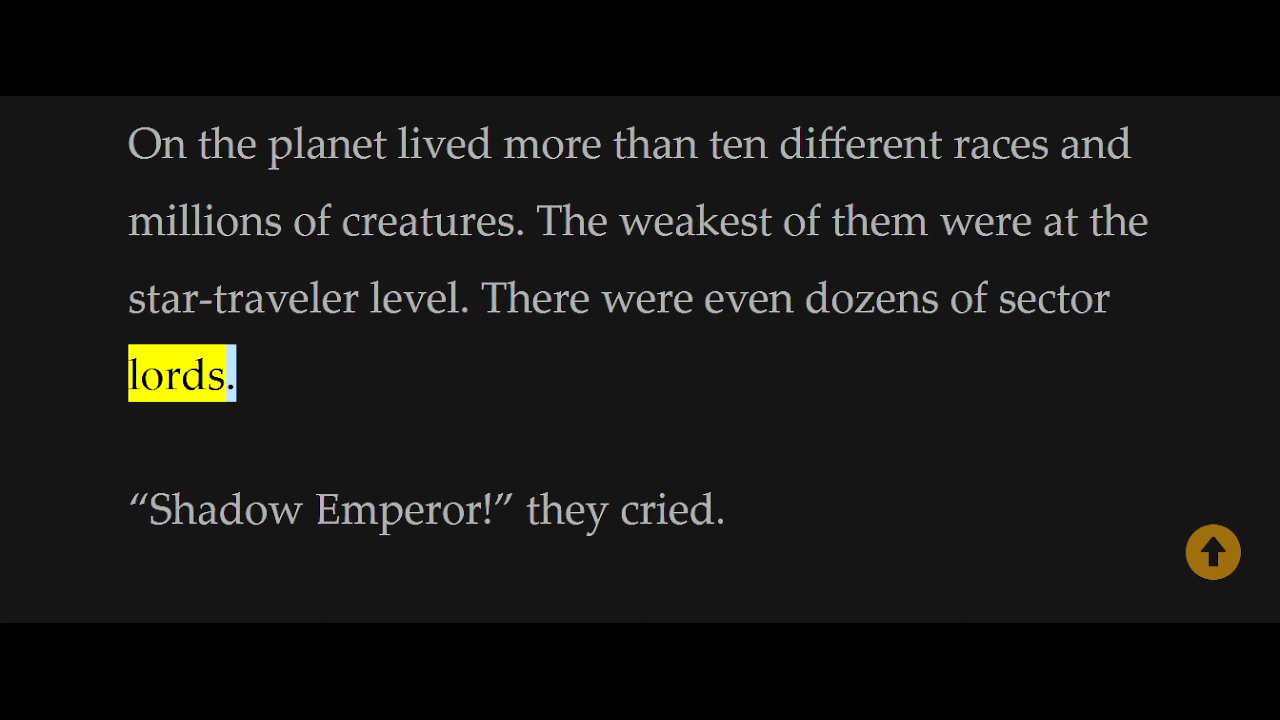 On the planet lived more than ten different races and
millions of creatures. The weakest of them were at the
star-traveler level. There were even dozens of sector
lords.
“Shadow Emperor!” they cried.